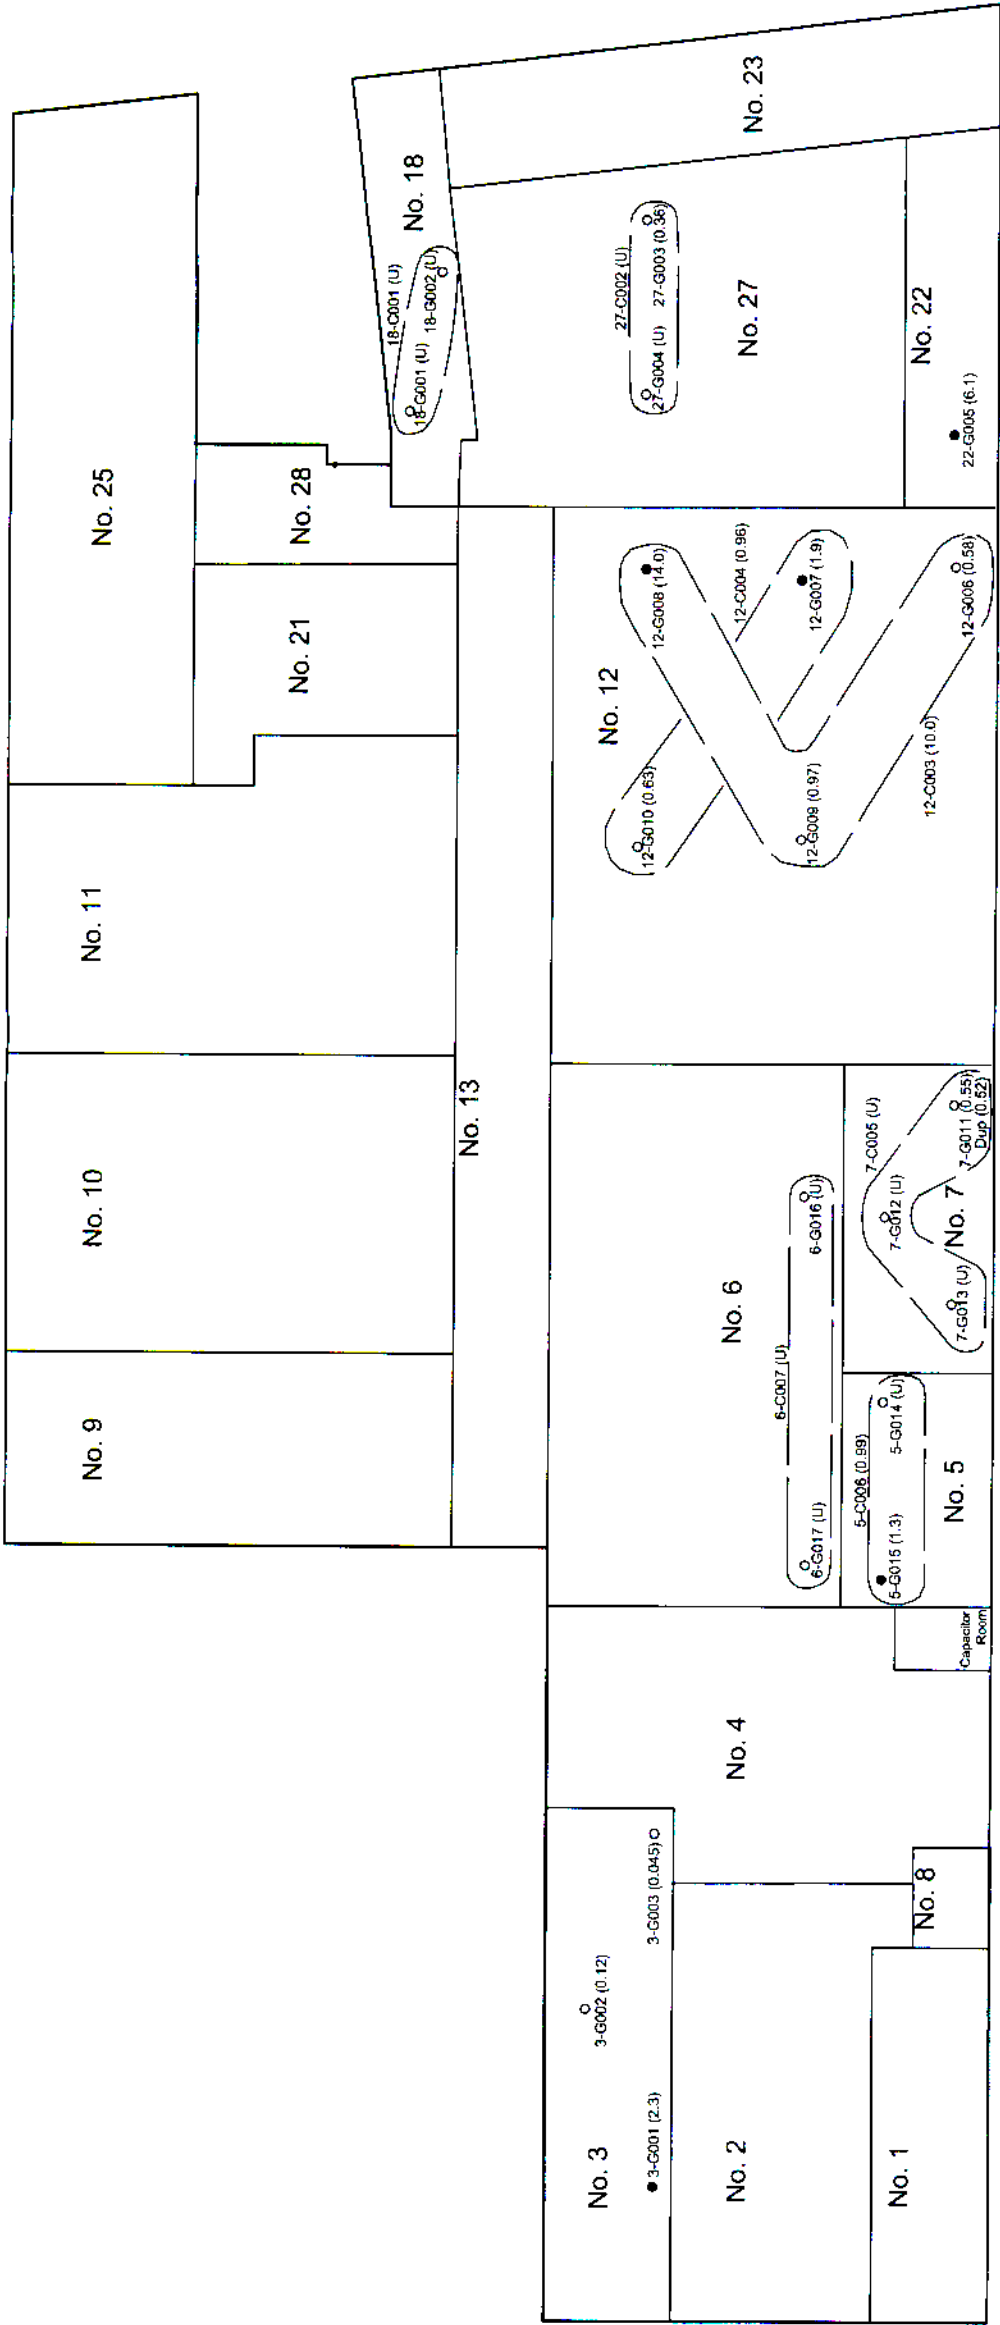 No. 9
No. 10
No. 11
No. 25
No. 21
No. 28
No. 13
No. 18
18-C001 (U)
18-G001 (U)
18-G002 (U)
No. 23
27-C002 (U)
27-G004 (U)
27-G003 (0.36)
No. 27
No. 22
22-G005 (6.1)
No. 12
12-G010 (0.63)
12-G008 (14.0)
12-C004 (0.96)
12-G009 (0.97)
12-G007 (1.9)
12-C003 (10.0)
12-G006 (0.58)
No. 6
6-C007 (U)
6-G017 (U)
6-G016 (U)
7-C005 (U)
7-G012 (U)
7-G013 (U)
7-G011 (0.55)
Dup (0.52)
No. 7
5-C006 (0.99)
5-G015 (1.3)
5-G014 (U)
No. 5
Capacitor
Room
No. 4
No. 3
3-G002 (0.12)
3-G001 (2.3)
3-G003 (0.045)
No. 2
No. 8
No. 1